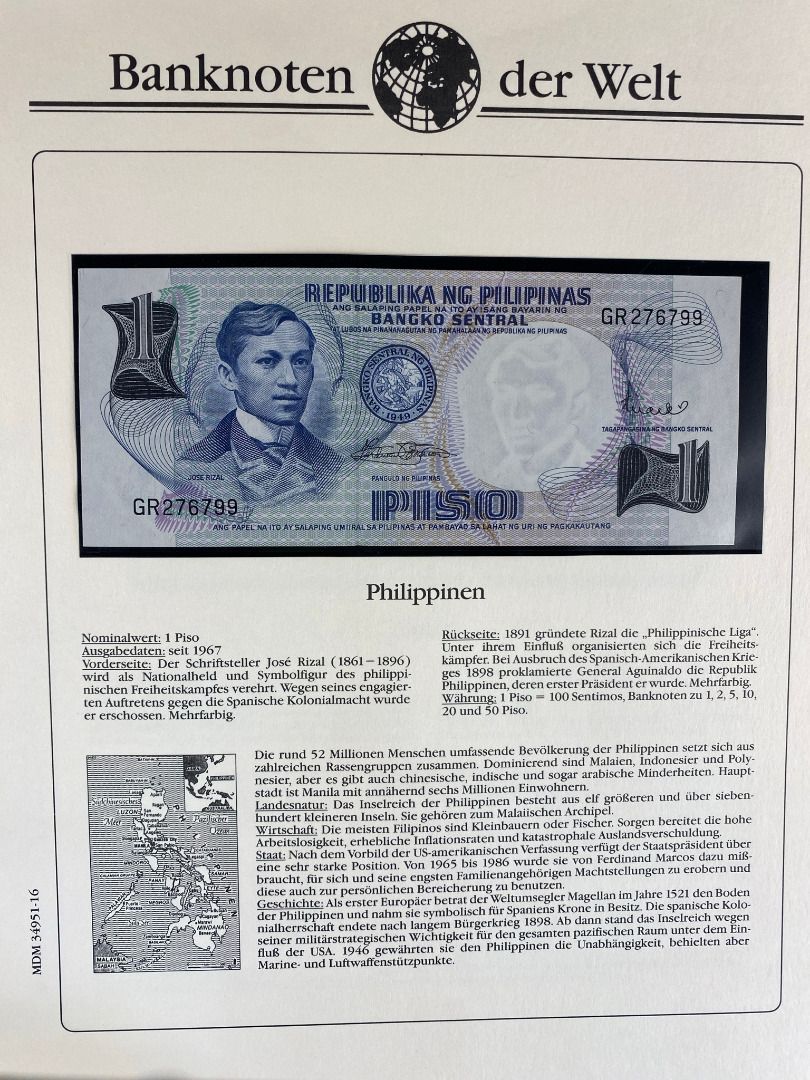 Banknoten der Welt
1
REPUBLIKA NG PILIPINAS
ANG SALAPING PAPEL NA ITO AY ISANG BAYARIN NG
BANGKO SENTRAL
AT LUBOS NA PINANANAGUTAN NG PAMAHALAAN NG REPUBLIKA NG PILIPINAS
GR276799
BANGKO SENTRAL NG PILIPINAS
1949
TAGAPANGASIWA NG BANGKO SENTRAL
JOSE RIZAL
PANGULO NG PILIPINAS
1
GR276799
PISO
ANG PAPEL NA ITO AY SALAPING UMIIRAL SA PILIPINAS AT PAMBAYAD SA LAHAT NG URI NG PAGKAKAUTANG
Philippinen
Nominalwert: 1 Piso
Ausgabedaten: seit 1967
Vorderseite: Der Schriftsteller José Rizal (1861–1896)
wird als Nationalheld und Symbolfigur des philippi-
nischen Freiheitskampfes verehrt. Wegen seines engagier-
ten Auftretens gegen die Spanische Kolonialmacht wurde
er erschossen. Mehrfarbig.
Rückseite: 1891 gründete Rizal die „Philippinische Liga“.
Unter ihrem Einfluß organisierten sich die Freiheits-
kämpfer. Bei Ausbruch des Spanisch-Amerikanischen Krie-
ges 1898 proklamierte General Aguinaldo die Republik
Philippinen, deren erster Präsident er wurde. Mehrfarbig.
Währung: 1 Piso = 100 Sentimos, Banknoten zu 1, 2, 5, 10,
20 und 50 Piso.
Die rund 52 Millionen Menschen umfassende Bevölkerung der Philippinen setzt sich aus
zahlreichen Rassengruppen zusammen. Dominierend sind Malaien, Indonesier und Poly-
nesier, aber es gibt auch chinesische, indische und sogar arabische Minderheiten. Haupt-
stadt ist Manila mit annähernd sechs Millionen Einwohnern.
Landesnatur: Das Inselreich der Philippinen besteht aus elf größeren und über sieben-
hundert kleineren Inseln. Sie gehören zum Malaiischen Archipel.
Wirtschaft: Die meisten Filipinos sind Kleinbauern oder Fischer. Sorgen bereitet die hohe
Arbeitslosigkeit, erhebliche Inflationsraten und katastrophale Auslandsverschuldung.
Staat: Nach dem Vorbild der US-amerikanischen Verfassung verfügt der Staatspräsident über
eine sehr starke Position. Von 1965 bis 1986 wurde sie von Ferdinand Marcos dazu miß-
braucht, für sich und seine engsten Familienangehörigen Machtstellungen zu erobern und
diese auch zur persönlichen Bereicherung zu benutzen.
Geschichte: Als erster Europäer betrat der Weltumsegler Magellan im Jahre 1521 den Boden
der Philippinen und nahm sie symbolisch für Spaniens Krone in Besitz. Die spanische Kolo-
nialherrschaft endete nach langem Bürgerkrieg 1898. Ab dann stand das Inselreich wegen
seiner militärstrategischen Wichtigkeit für den gesamten pazifischen Raum unter dem Ein-
fluß der USA. 1946 gewährten sie den Philippinen die Unabhängigkeit, behielten aber
Marine- und Luftwaffenstützpunkte.
Südchinesisches
Meer
Pazifischer
Ozean
LUZON
MANILA
MINDANAO
MALAYSIA
SABAH
MDM 34951-16